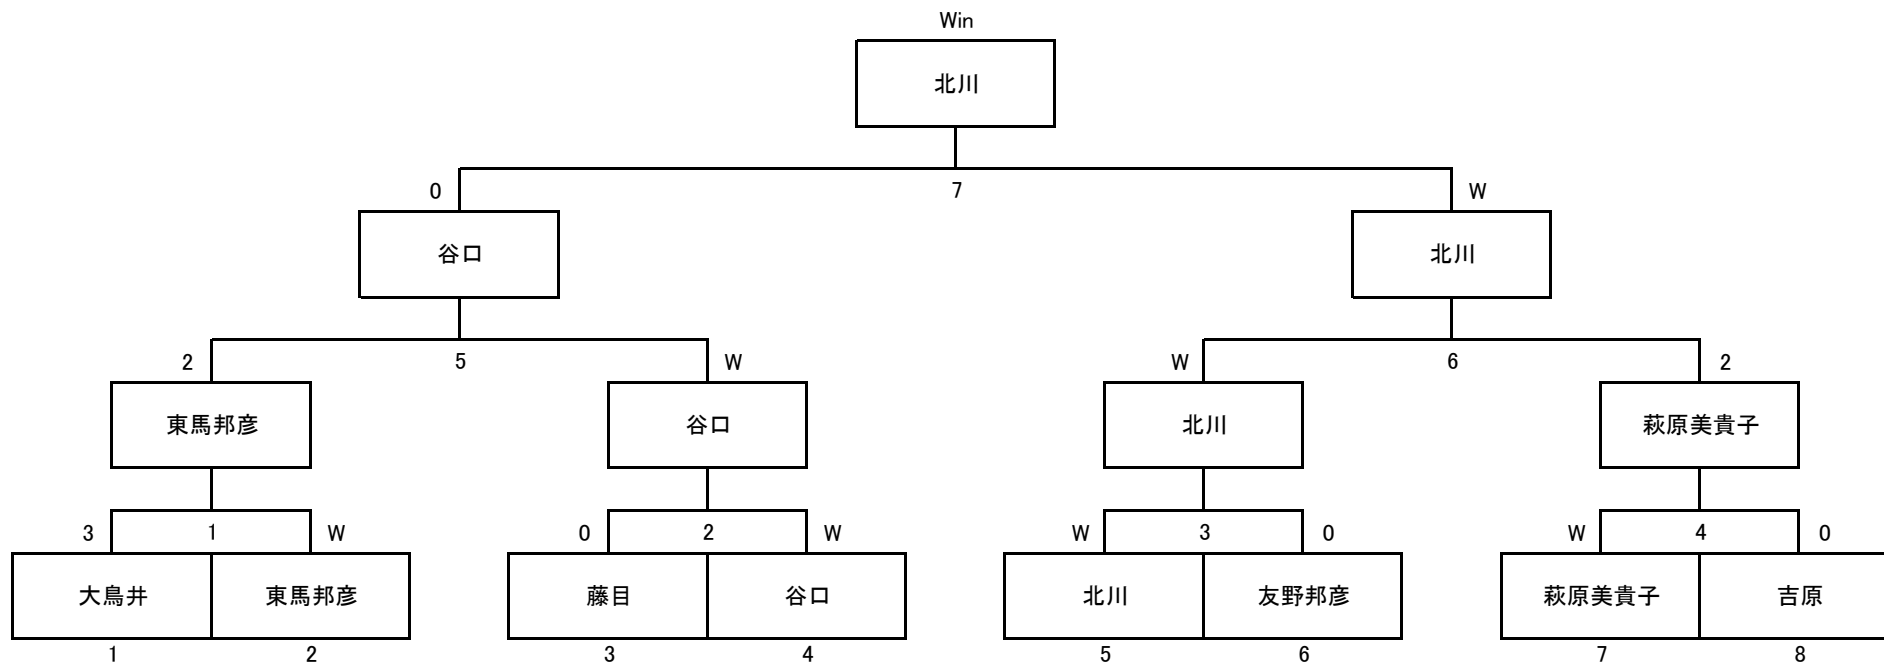 Win
北川
0 7 W
谷口 北川
2 5 W W 6 2
東馬邦彦 谷口 北川 萩原美貴子
3 1 W 0 2 W W 3 0 W 4 0
大鳥井 東馬邦彦 藤目 谷口 北川 友野邦彦 萩原美貴子 吉原
1 2 3 4 5 6 7 8